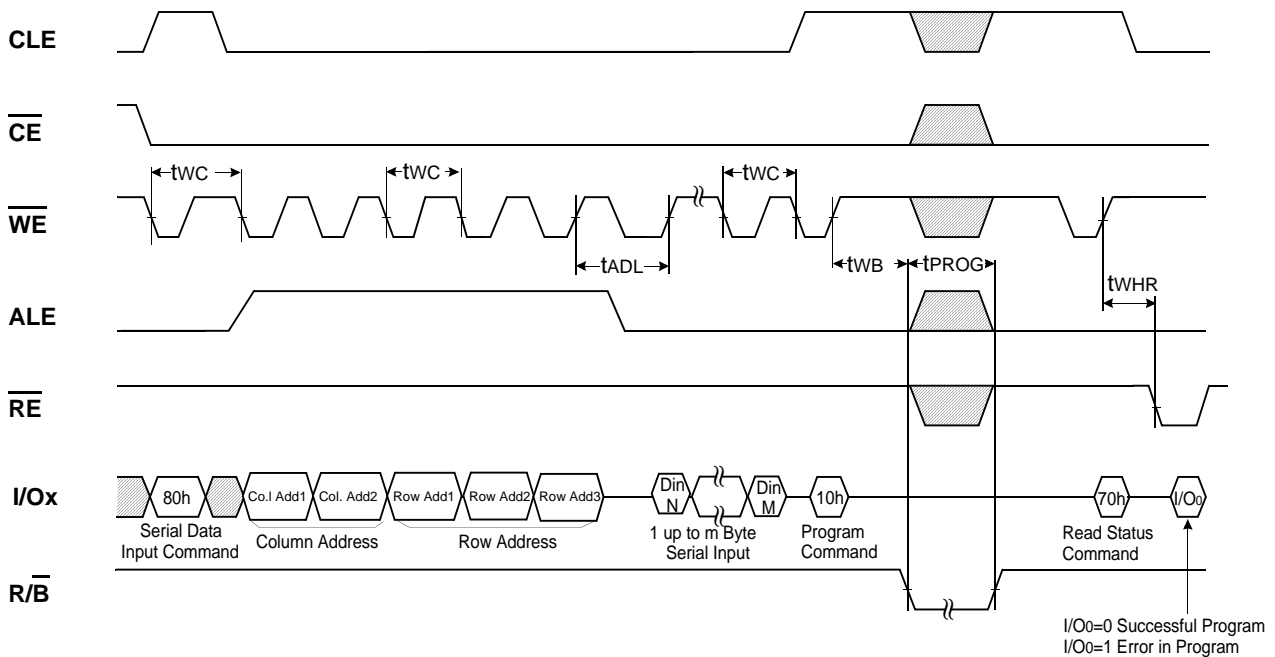 CLE
CE
tWC
tWC
tWC
WE
tADL
tWB
tPROG
tWHR
ALE
RE
I/Ox
80h
Co.l Add1
Col. Add2
Row Add1
Row Add2
Row Add3
Din
N
Din
M
10h
70h
I/O0
Serial Data
Input Command
Column Address
Row Address
1 up to m Byte
Serial Input
Program
Command
Read Status
Command
R/B
I/O0=0 Successful Program
I/O0=1 Error in Program